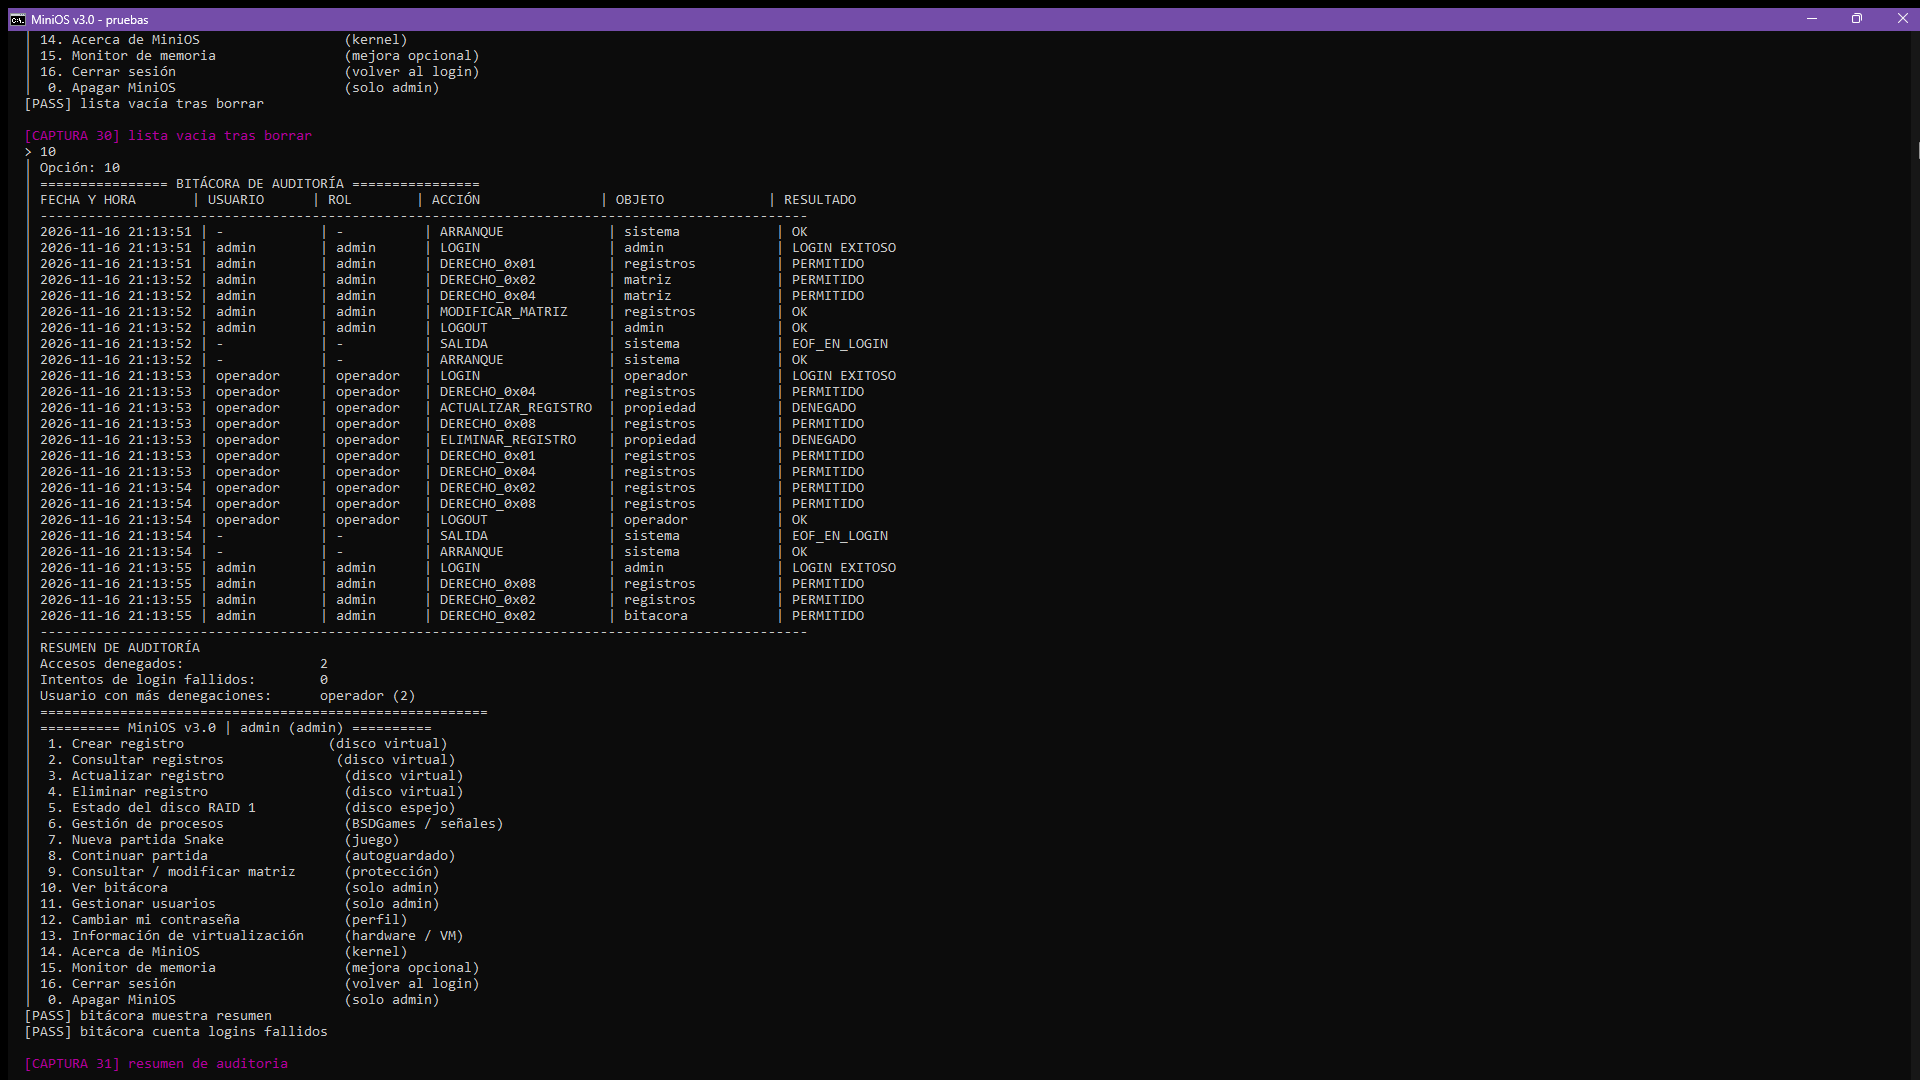 MiniOS v3.0 - pruebas
14. Acerca de MiniOS (kernel)
15. Monitor de memoria (mejora opcional)
16. Cerrar sesión (volver al login)
0. Apagar MiniOS (solo admin)
[PASS] lista vacía tras borrar
[CAPTURA 30] lista vacia tras borrar
> 10
Opción: 10
================ BITÁCORA DE AUDITORÍA ================
FECHA Y HORA | USUARIO | ROL | ACCIÓN | OBJETO | RESULTADO
------------------------------------------------------------------------------------------------
2026-11-16 21:13:51 | - | - | ARRANQUE | sistema | OK
2026-11-16 21:13:51 | admin | admin | LOGIN | admin | LOGIN EXITOSO
2026-11-16 21:13:51 | admin | admin | DERECHO_0x01 | registros | PERMITIDO
2026-11-16 21:13:52 | admin | admin | DERECHO_0x02 | matriz | PERMITIDO
2026-11-16 21:13:52 | admin | admin | DERECHO_0x04 | matriz | PERMITIDO
2026-11-16 21:13:52 | admin | admin | MODIFICAR_MATRIZ | registros | OK
2026-11-16 21:13:52 | admin | admin | LOGOUT | admin | OK
2026-11-16 21:13:52 | - | - | SALIDA | sistema | EOF_EN_LOGIN
2026-11-16 21:13:52 | - | - | ARRANQUE | sistema | OK
2026-11-16 21:13:53 | operador | operador | LOGIN | operador | LOGIN EXITOSO
2026-11-16 21:13:53 | operador | operador | DERECHO_0x04 | registros | PERMITIDO
2026-11-16 21:13:53 | operador | operador | ACTUALIZAR_REGISTRO | propiedad | DENEGADO
2026-11-16 21:13:53 | operador | operador | DERECHO_0x08 | registros | PERMITIDO
2026-11-16 21:13:53 | operador | operador | ELIMINAR_REGISTRO | propiedad | DENEGADO
2026-11-16 21:13:53 | operador | operador | DERECHO_0x01 | registros | PERMITIDO
2026-11-16 21:13:53 | operador | operador | DERECHO_0x04 | registros | PERMITIDO
2026-11-16 21:13:54 | operador | operador | DERECHO_0x02 | registros | PERMITIDO
2026-11-16 21:13:54 | operador | operador | DERECHO_0x08 | registros | PERMITIDO
2026-11-16 21:13:54 | operador | operador | LOGOUT | operador | OK
2026-11-16 21:13:54 | - | - | SALIDA | sistema | EOF_EN_LOGIN
2026-11-16 21:13:54 | - | - | ARRANQUE | sistema | OK
2026-11-16 21:13:55 | admin | admin | LOGIN | admin | LOGIN EXITOSO
2026-11-16 21:13:55 | admin | admin | DERECHO_0x08 | registros | PERMITIDO
2026-11-16 21:13:55 | admin | admin | DERECHO_0x02 | registros | PERMITIDO
2026-11-16 21:13:55 | admin | admin | DERECHO_0x02 | bitacora | PERMITIDO
------------------------------------------------------------------------------------------------
RESUMEN DE AUDITORÍA
Accesos denegados: 2
Intentos de login fallidos: 0
Usuario con más denegaciones: operador (2)
========================================================
========== MiniOS v3.0 | admin (admin) ==========
1. Crear registro (disco virtual)
2. Consultar registros (disco virtual)
3. Actualizar registro (disco virtual)
4. Eliminar registro (disco virtual)
5. Estado del disco RAID 1 (disco espejo)
6. Gestión de procesos (BSDGames / señales)
7. Nueva partida Snake (juego)
8. Continuar partida (autoguardado)
9. Consultar / modificar matriz (protección)
10. Ver bitácora (solo admin)
11. Gestionar usuarios (solo admin)
12. Cambiar mi contraseña (perfil)
13. Información de virtualización (hardware / VM)
14. Acerca de MiniOS (kernel)
15. Monitor de memoria (mejora opcional)
16. Cerrar sesión (volver al login)
0. Apagar MiniOS (solo admin)
[PASS] bitácora muestra resumen
[PASS] bitácora cuenta logins fallidos
[CAPTURA 31] resumen de auditoria